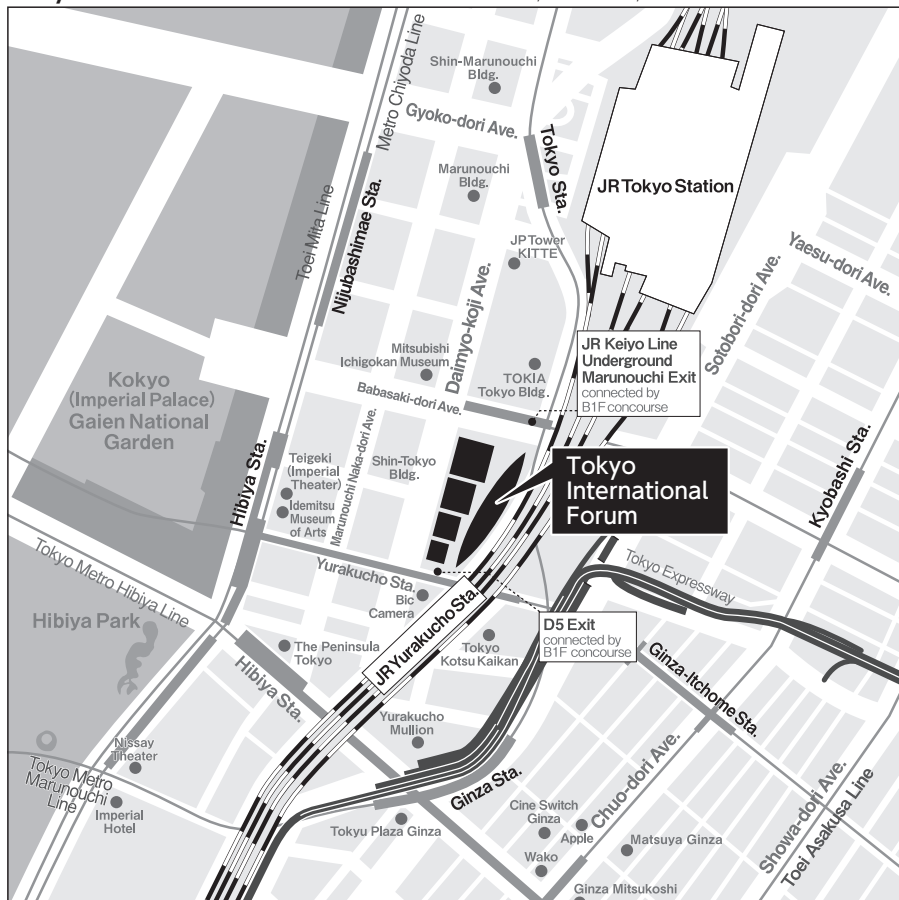 Shin-Marunouchi
Bldg.
Gyoko-dori Ave.
Metro Chiyoda Line
Toei Mita Line
Nijubashimae Sta.
Tokyo Sta.
JR Tokyo Station
Marunouchi
Bldg.
JP Tower
KITTE
Daimyo-koji Ave.
Yaesu-dori Ave.
Sotobori-dori Ave.
Mitsubishi
Ichigokan Museum
TOKIA
Tokyo Bldg.
JR Keiyo Line
Underground
Marunouchi Exit
connected by
B1F concourse
Babasaki-dori Ave.
Kokyo
(Imperial Palace)
Gaien National
Garden
Hibiya Sta.
Teigeki
(Imperial
Theater)
Idemitsu
Museum
of Arts
Marunouchi Naka-dori Ave.
Shin-Tokyo
Bldg.
Tokyo
International
Forum
Kyobashi Sta.
Tokyo Metro Hibiya Line
Yurakucho Sta.
Bic
Camera
Tokyo Expressway
Hibiya Park
The Peninsula
Tokyo
JR Yurakucho Sta.
Tokyo
Kotsu Kaikan
D5 Exit
connected by
B1F concourse
Hibiya Sta.
Ginza-Itchome Sta.
Yurakucho
Mullion
Nissay
Theater
Tokyo Metro
Marunouchi
Line
Imperial
Hotel
Ginza Sta.
Tokyu Plaza Ginza
Cine Switch
Ginza
Apple
Chuo-dori Ave.
Matsuya Ginza
Wako
Ginza Mitsukoshi
Showa-dori Ave.
Toei Asakusa Line